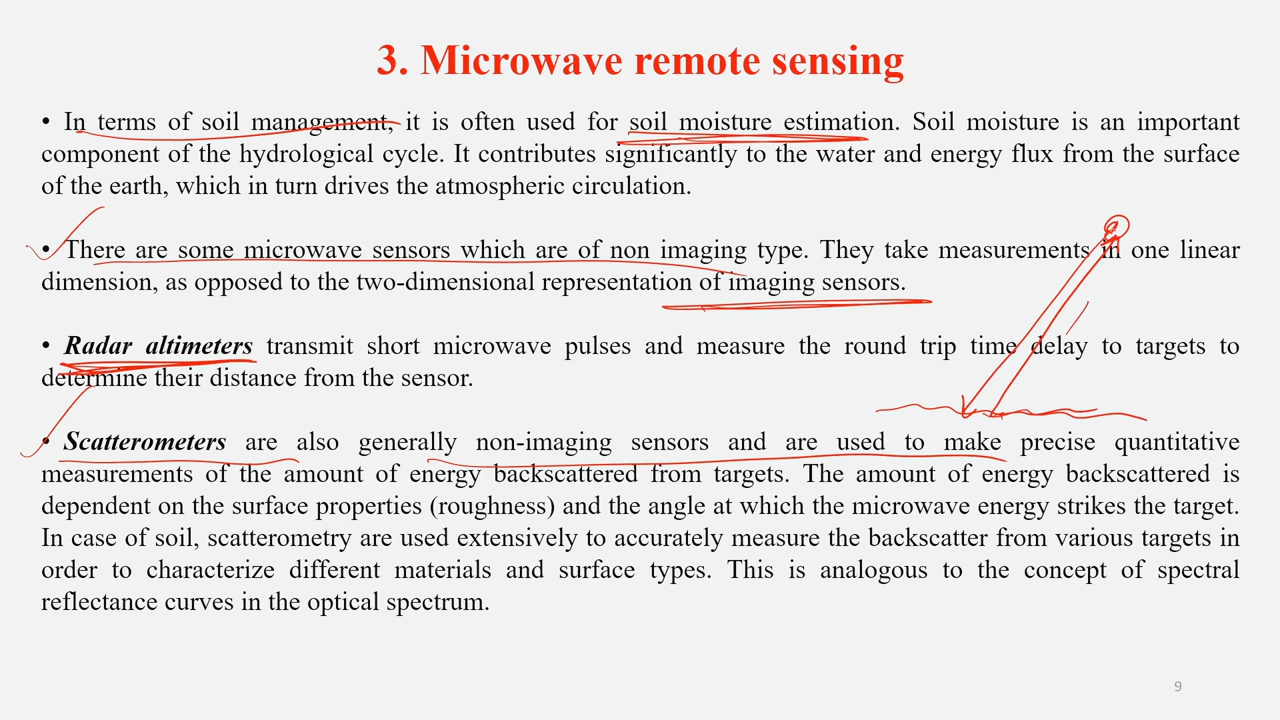 3. Microwave remote sensing
• In terms of soil management, it is often used for soil moisture estimation. Soil moisture is an important
component of the hydrological cycle. It contributes significantly to the water and energy flux from the surface
of the earth, which in turn drives the atmospheric circulation.
• There are some microwave sensors which are of non imaging type. They take measurements in one linear
dimension, as opposed to the two-dimensional representation of imaging sensors.
• Radar altimeters transmit short microwave pulses and measure the round trip time delay to targets to
determine their distance from the sensor.
• Scatterometers are also generally non-imaging sensors and are used to make precise quantitative
measurements of the amount of energy backscattered from targets. The amount of energy backscattered is
dependent on the surface properties (roughness) and the angle at which the microwave energy strikes the target.
In case of soil, scatterometry are used extensively to accurately measure the backscatter from various targets in
order to characterize different materials and surface types. This is analogous to the concept of spectral
reflectance curves in the optical spectrum.
9